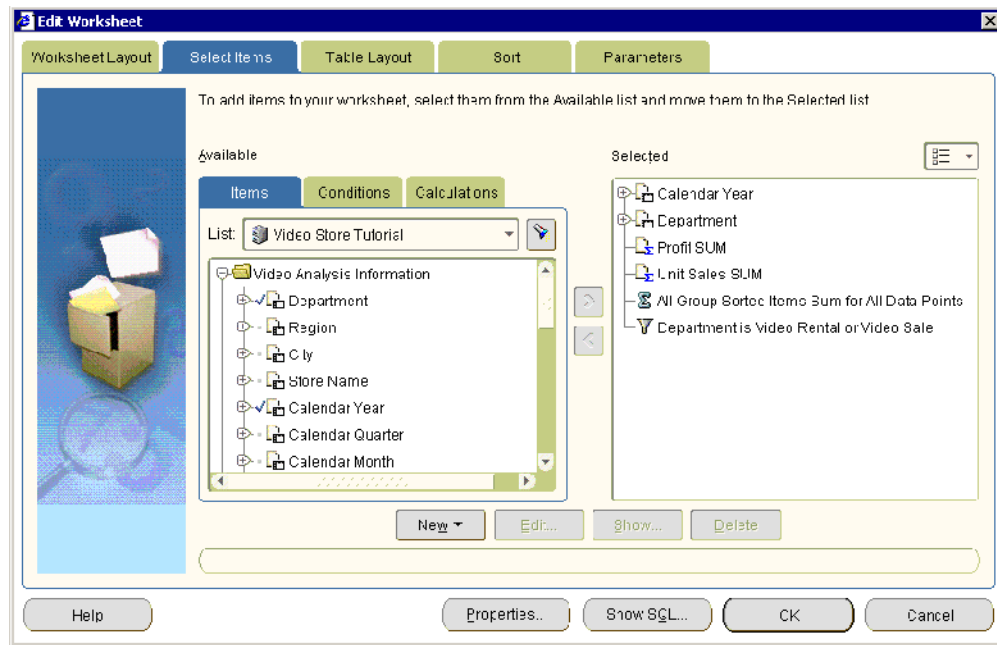 Edit Worksheet
Worksheet Layout
Select Items
Table Layout
Sort
Parameters
To add items to your worksheet, select them from the Available list and move them to the Selected list
Available
Selected
Items
Conditions
Calculations
List:
Video Store Tutorial
Video Analysis Information
Department
Region
City
Store Name
Calendar Year
Calendar Quarter
Calendar Month
Calendar Year
Department
Profit SUM
Unit Sales SUM
All Group Sorted Items Sum for All Data Points
Department is Video Rental or Video Sale
New
Edit...
Show...
Delete
Help
Properties..
Show SQL...
OK
Cancel